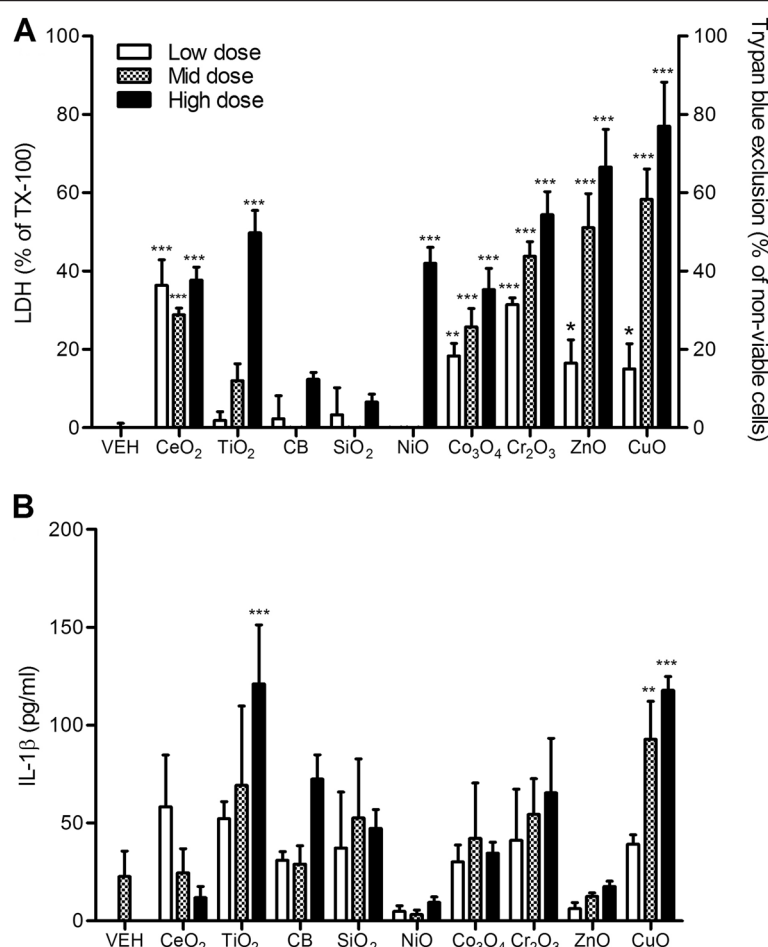 A
100
80
60
40
20
0
LDH (% of TX-100)
Low dose
Mid dose
High dose
100
80
60
40
20
0
Trypan blue exclusion (% of non-viable cells)
*** *** ***
***
***
** *** ***
*** *** ***
* *** ***
* *** ***
VEH CeO₂ TiO₂ CB SiO₂ NiO Co₃O₄ Cr₂O₃ ZnO CuO
B
200
150
100
50
0
IL-1β (pg/ml)
***
** ***
VEH CeO₂ TiO₂ CB SiO₂ NiO Co₃O₄ Cr₂O₃ ZnO CuO